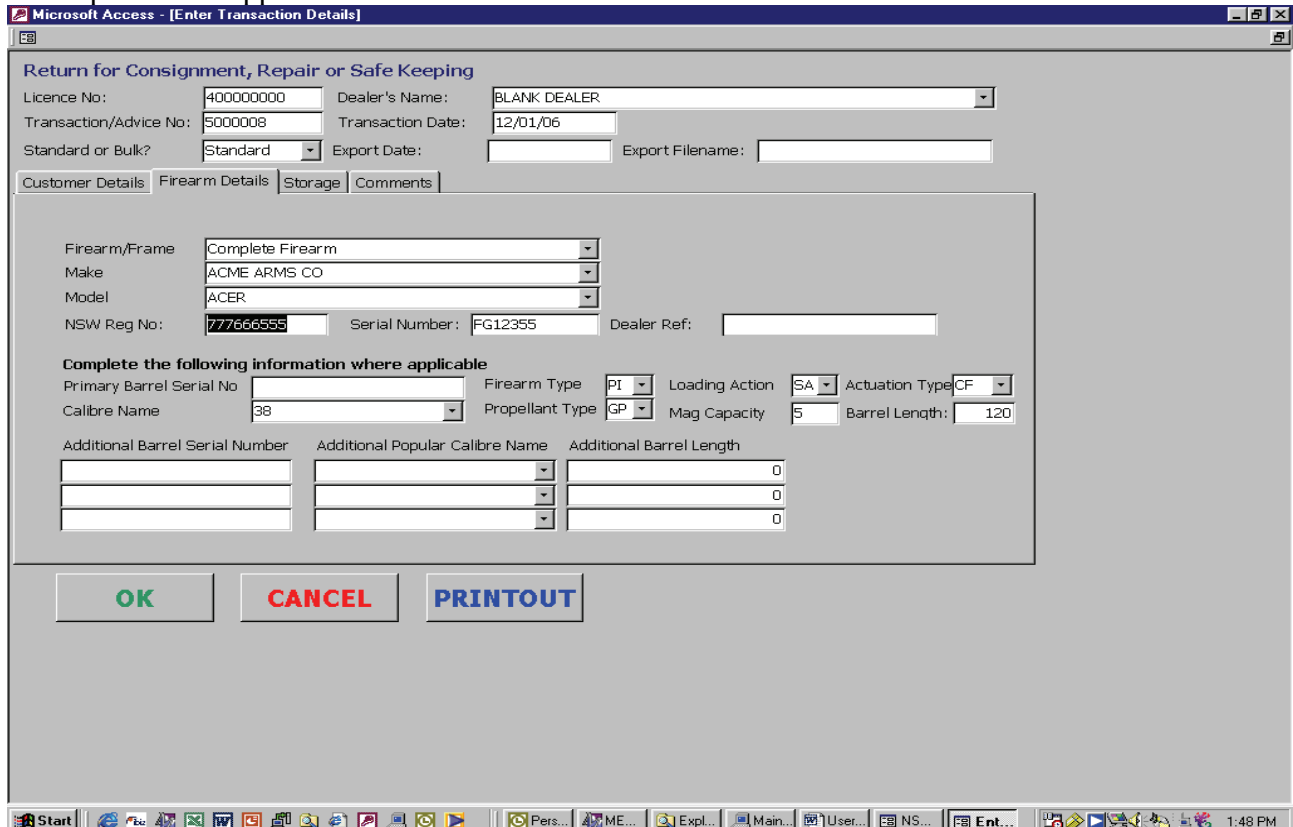 Microsoft Access - [Enter Transaction Details]
Return for Consignment, Repair or Safe Keeping
Licence No: 400000000 Dealer's Name: BLANK DEALER
Transaction/Advice No: 5000008 Transaction Date: 12/01/06
Standard or Bulk? Standard Export Date: Export Filename:
Customer Details Firearm Details Storage Comments
Firearm/Frame Complete Firearm
Make ACME ARMS CO
Model ACER
NSW Reg No: 777666555 Serial Number: FG12355 Dealer Ref:
Complete the following information where applicable
Primary Barrel Serial No Firearm Type PI Loading Action SA Actuation Type CF
Calibre Name 38 Propellant Type GP Mag Capacity 5 Barrel Length: 120
Additional Barrel Serial Number Additional Popular Calibre Name Additional Barrel Length
0
0
0
OK CANCEL PRINTOUT
Start Pers... ME... Expl... Main... User... NS... Ent... 1:48 PM